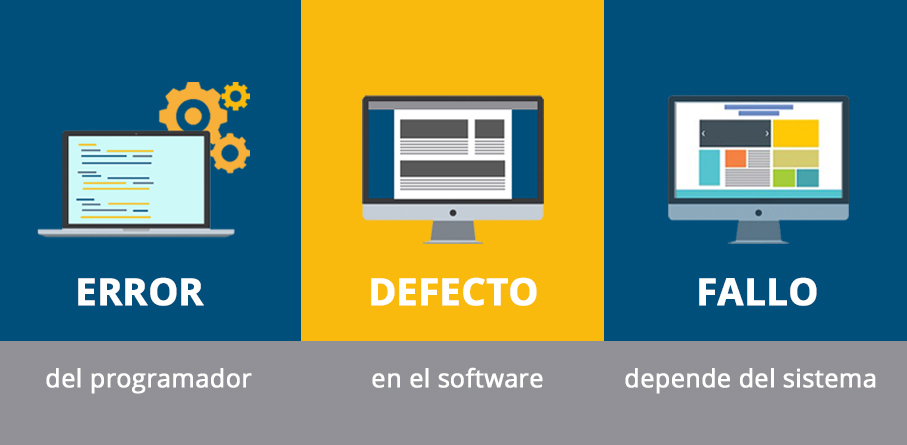 ERROR
DEFECTO
FALLO
del programador
en el software
depende del sistema